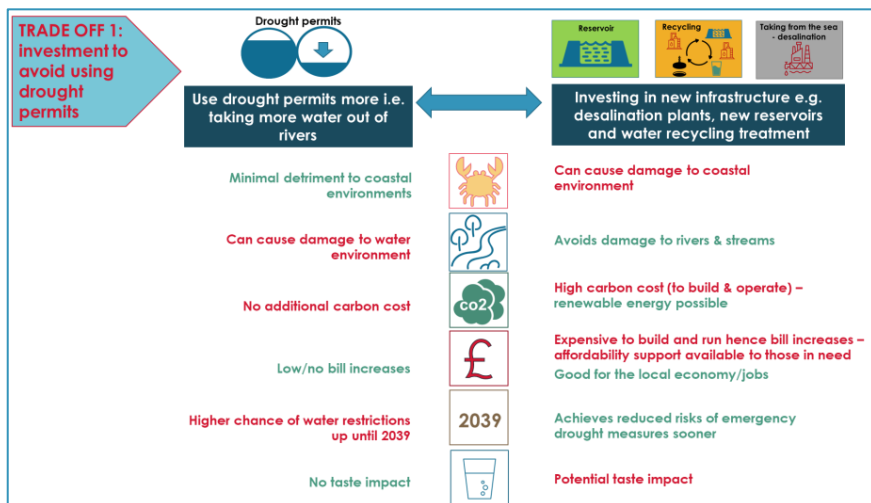 TRADE OFF 1:
investment to
avoid using
drought
permits
Drought permits
Reservoir
Recycling
Taking from the sea
- desalination
Use drought permits more i.e.
taking more water out of
rivers
Investing in new infrastructure e.g.
desalination plants, new reservoirs
and water recycling treatment
Minimal detriment to coastal
environments
Can cause damage to coastal
environment
Can cause damage to water
environment
Avoids damage to rivers & streams
No additional carbon cost
co2
High carbon cost (to build & operate) –
renewable energy possible
Low/no bill increases
£
Expensive to build and run hence bill increases –
affordability support available to those in need
Good for the local economy/jobs
Higher chance of water restrictions
up until 2039
2039
Achieves reduced risks of emergency
drought measures sooner
No taste impact
Potential taste impact